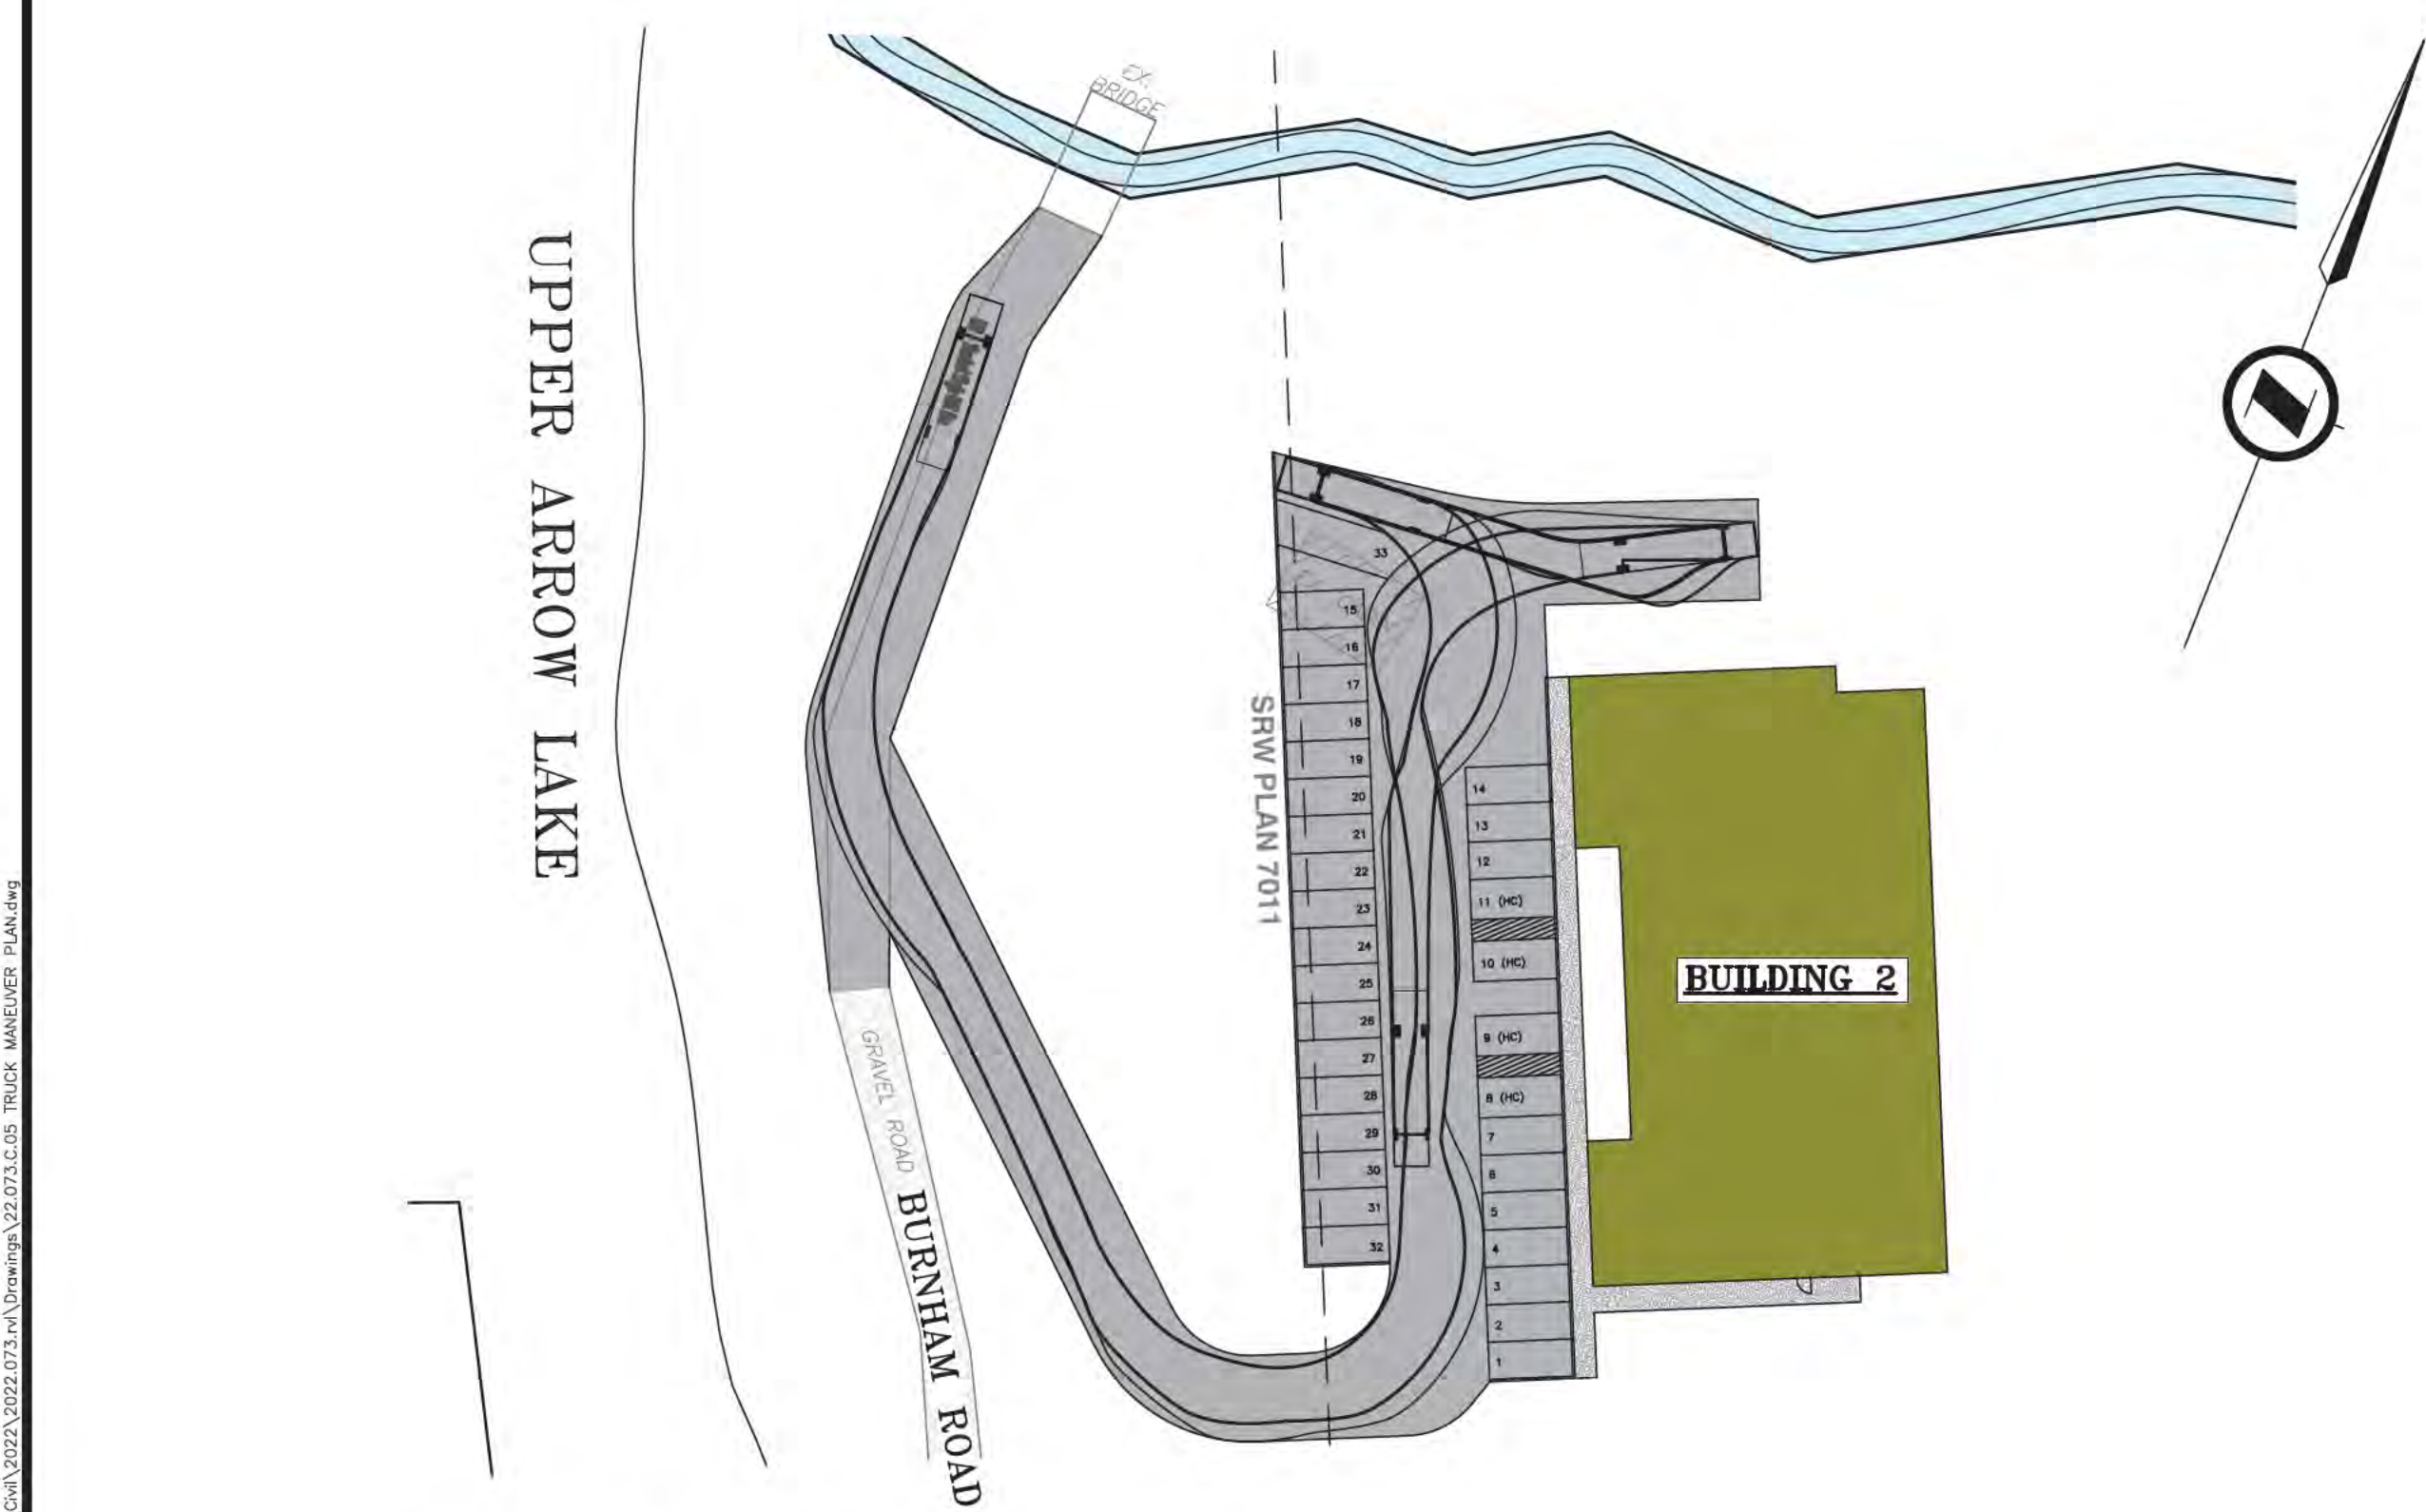 EX.
BRIDGE
UPPER ARROW LAKE
SRW PLAN 7011
33
15
16
17
18
19
20
21
22
23
24
25
26
27
28
29
30
31
32
14
13
12
11 (HC)
10 (HC)
9 (HC)
8 (HC)
7
6
5
4
3
2
1
BUILDING 2
GRAVEL ROAD
BURNHAM ROAD
Civil\2022\2022.073.rvl\Drawings\22.073.C.05 TRUCK MANEUVER PLAN.dwg